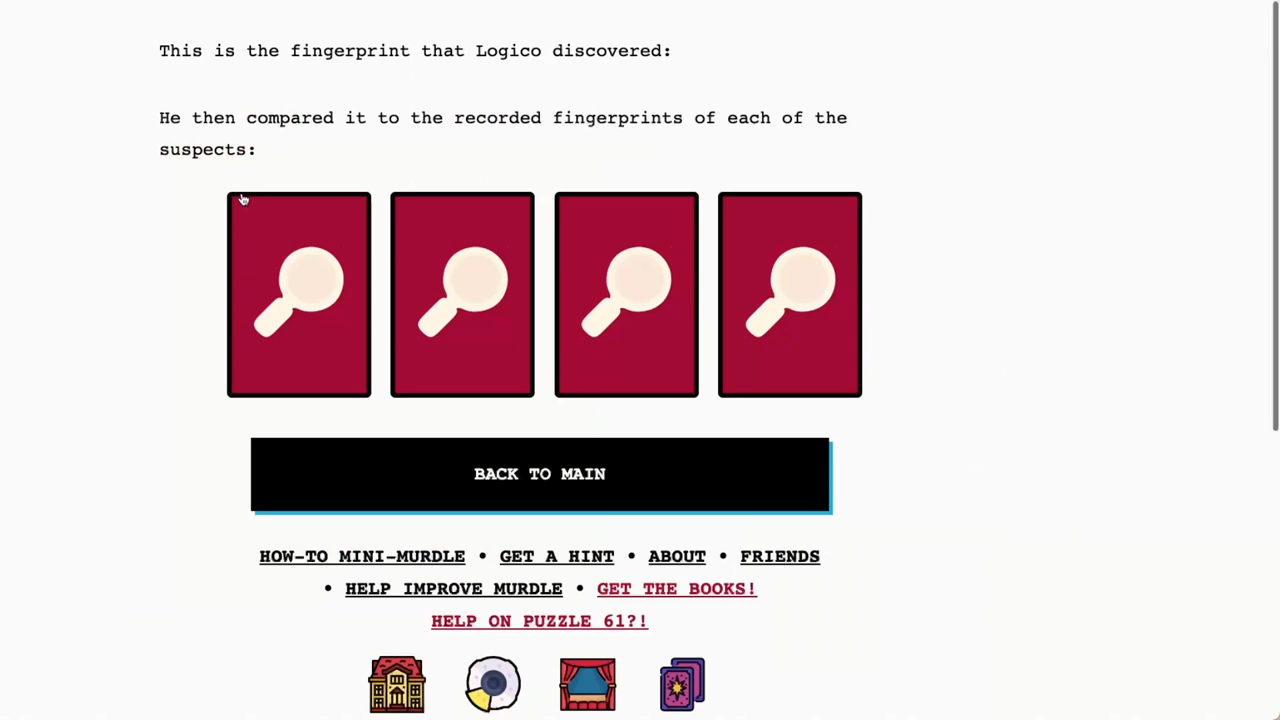 This is the fingerprint that Logico discovered:
He then compared it to the recorded fingerprints of each of the
suspects:
BACK TO MAIN
HOW-TO MINI-MURDLE • GET A HINT • ABOUT • FRIENDS
• HELP IMPROVE MURDLE • GET THE BOOKS!
HELP ON PUZZLE 61?!